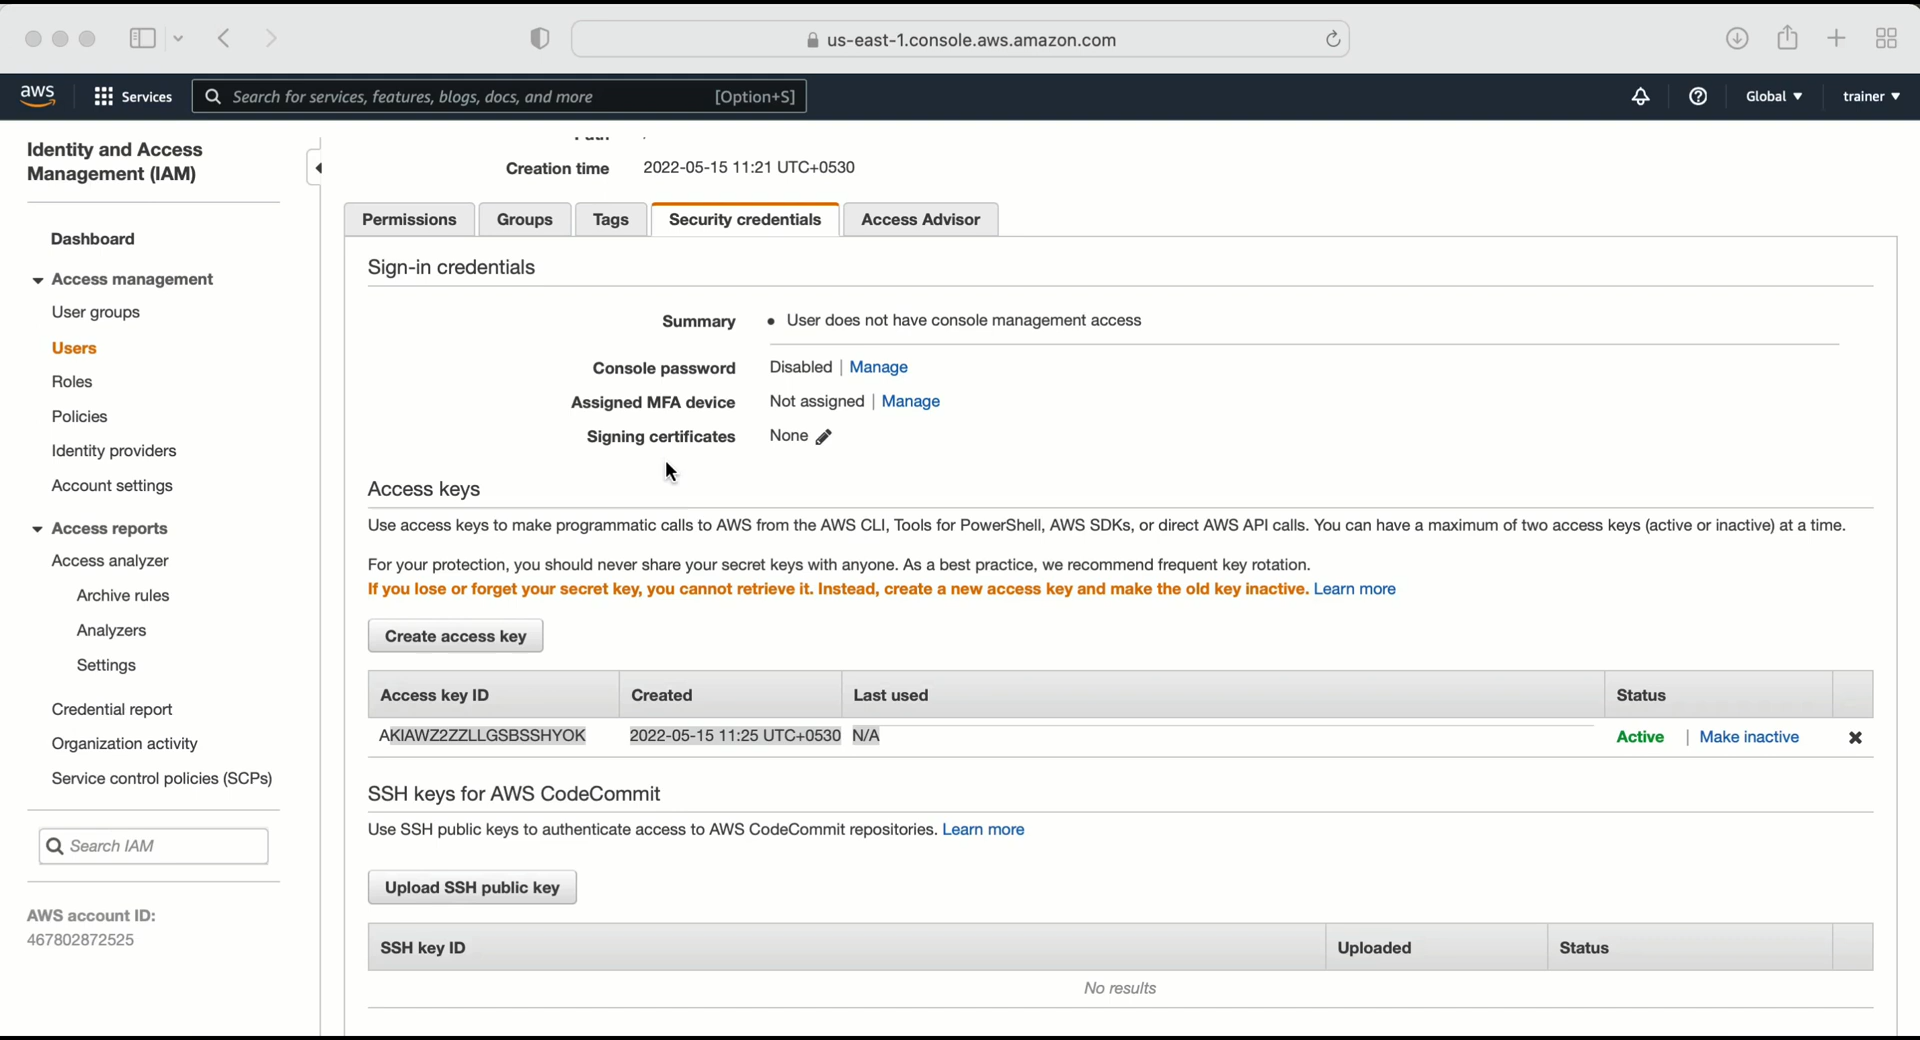 us-east-1.console.aws.amazon.com
aws
Services
Search for services, features, blogs, docs, and more
[Option+S]
Global
trainer
Identity and Access
Management (IAM)
Dashboard
Access management
User groups
Users
Roles
Policies
Identity providers
Account settings
Access reports
Access analyzer
Archive rules
Analyzers
Settings
Credential report
Organization activity
Service control policies (SCPs)
Search IAM
AWS account ID:
467802872525
Creation time 2022-05-15 11:21 UTC+0530
Permissions Groups Tags Security credentials Access Advisor
Sign-in credentials
Summary • User does not have console management access
Console password Disabled | Manage
Assigned MFA device Not assigned | Manage
Signing certificates None
Access keys
Use access keys to make programmatic calls to AWS from the AWS CLI, Tools for PowerShell, AWS SDKs, or direct AWS API calls. You can have a maximum of two access keys (active or inactive) at a time.
For your protection, you should never share your secret keys with anyone. As a best practice, we recommend frequent key rotation.
If you lose or forget your secret key, you cannot retrieve it. Instead, create a new access key and make the old key inactive. Learn more
Create access key
Access key ID Created Last used Status
AKIAWZ2ZZLLGSBSSHYOK 2022-05-15 11:25 UTC+0530 N/A Active | Make inactive
SSH keys for AWS CodeCommit
Use SSH public keys to authenticate access to AWS CodeCommit repositories. Learn more
Upload SSH public key
SSH key ID Uploaded Status
No results